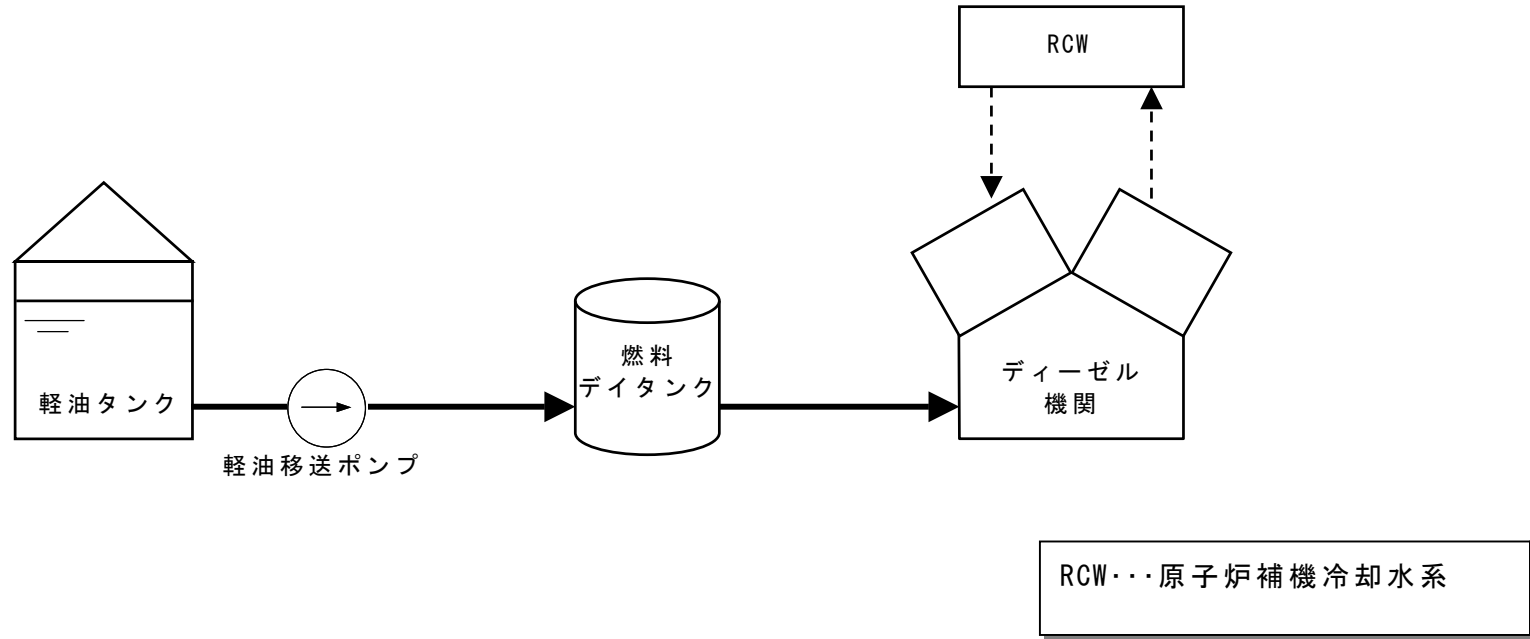 RCW
軽油タンク
軽油移送ポンプ
燃料
デイタンク
ディーゼル
機関
RCW･･･原子炉補機冷却水系